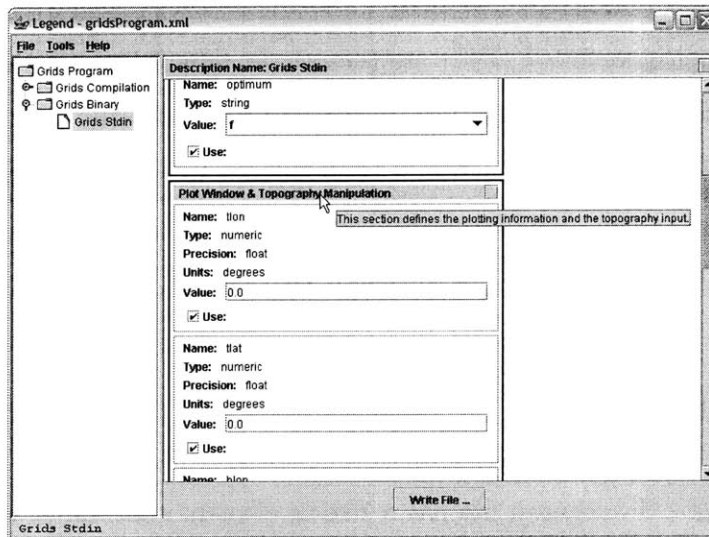 Legend - gridsProgram.xml
File Tools Help
Grids Program
Grids Compilation
Grids Binary
Grids Stdin
Description Name: Grids Stdin
Name: optimum
Type: string
Value: f
Use:
Plot Window & Topography Manipulation
This section defines the plotting information and the topography input.
Name: tlon
Type: numeric
Precision: float
Units: degrees
Value: 0.0
Use:
Name: tlat
Type: numeric
Precision: float
Units: degrees
Value: 0.0
Use:
Name: blon
Write File ...
Grids Stdin